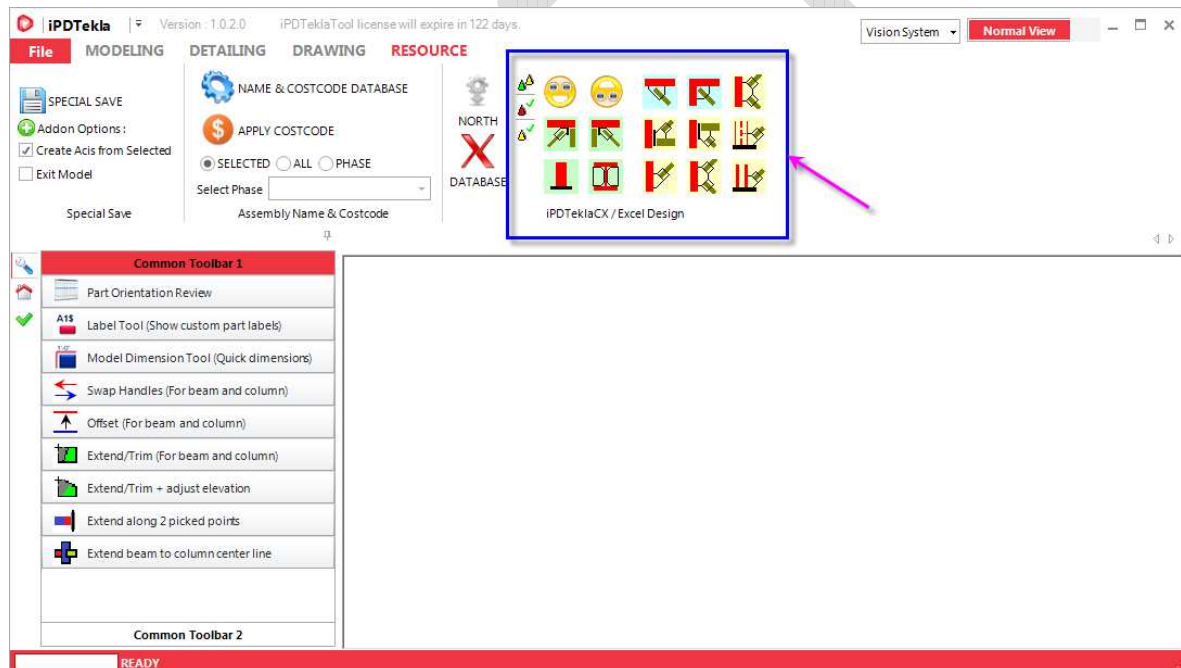 iPDTekla Version : 1.0.2.0 iPDTeklaTool license will expire in 122 days.
Vision System Normal View
File MODELING DETAILING DRAWING RESOURCE
SPECIAL SAVE
Addon Options :
Create Acis from Selected
Exit Model
Special Save
NAME & COSTCODE DATABASE
APPLY COSTCODE
SELECTED ALL PHASE
Select Phase
Assembly Name & Costcode
NORTH
DATABASE
iPDTeklaCX / Excel Design
Common Toolbar 1
Part Orientation Review
A1$
Label Tool (Show custom part labels)
Model Dimension Tool (Quick dimensions)
Swap Handles (For beam and column)
Offset (For beam and column)
Extend/Trim (For beam and column)
Extend/Trim + adjust elevation
Extend along 2 picked points
Extend beam to column center line
Common Toolbar 2
READY